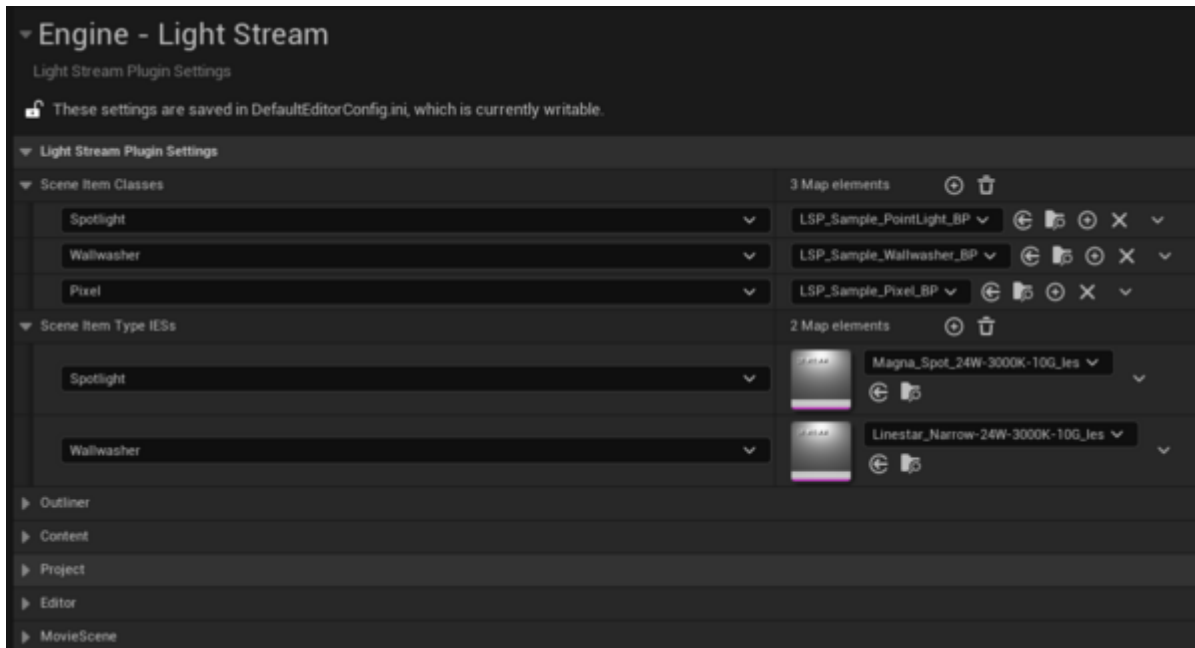 Engine - Light Stream
Light Stream Plugin Settings
These settings are saved in DefaultEditorConfig.ini, which is currently writable.
Light Stream Plugin Settings
Scene Item Classes 3 Map elements
Spotlight LSP_Sample_PointLight_BP
Wallwasher LSP_Sample_Wallwasher_BP
Pixel LSP_Sample_Pixel_BP
Scene Item Type IESs 2 Map elements
Spotlight Magna_Spot_24W-3000K-10G_Ies
Wallwasher Linestar_Narrow-24W-3000K-10G_Ies
Outliner
Content
Project
Editor
MovieScene